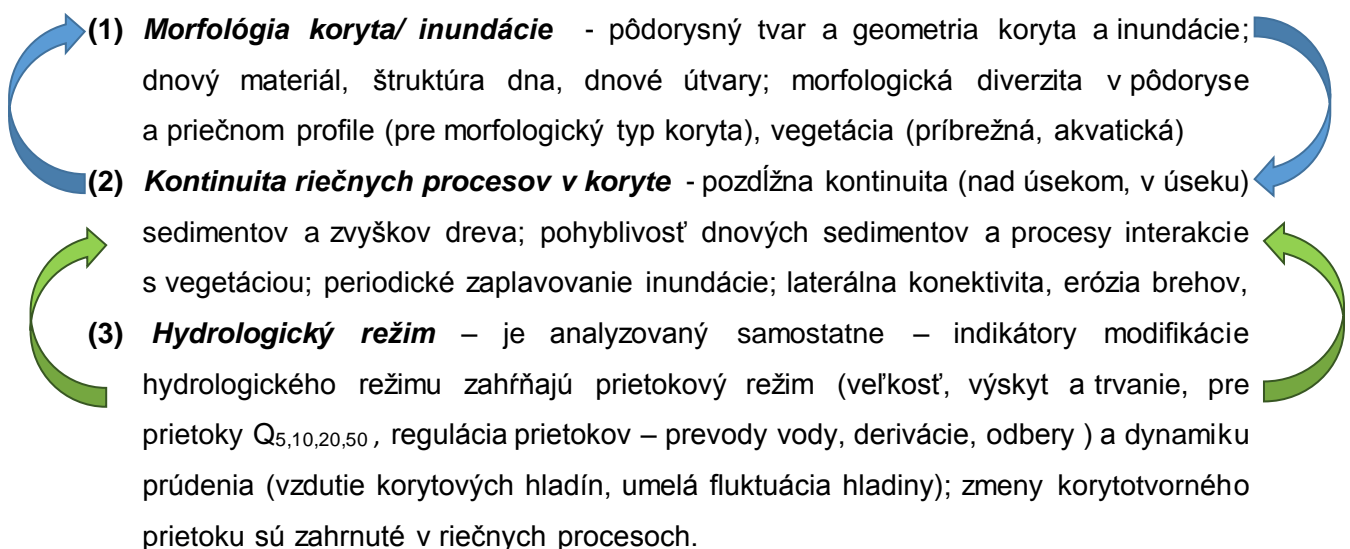 (1) Morfológia koryta/ inundácie - pôdorysný tvar a geometria koryta a inundácie;
dnový materiál, štruktúra dna, dnové útvary; morfologická diverzita v pôdoryse
a priečnom profile (pre morfologický typ koryta), vegetácia (príbrežná, akvatická)
(2) Kontinuita riečnych procesov v koryte - pozdĺžna kontinuita (nad úsekom, v úseku)
sedimentov a zvyškov dreva; pohyblivosť dnových sedimentov a procesy interakcie
s vegetáciou; periodické zaplavovanie inundácie; laterálna konektivita, erózia brehov,
(3) Hydrologický režim – je analyzovaný samostatne – indikátory modifikácie
hydrologického režimu zahŕňajú prietokový režim (veľkosť, výskyt a trvanie, pre
prietoky Q5,10,20,50 , regulácia prietokov – prevody vody, derivácie, odbery ) a dynamiku
prúdenia (vzdutie korytových hladín, umelá fluktuácia hladiny); zmeny korytotvorného
prietoku sú zahrnuté v riečnych procesoch.